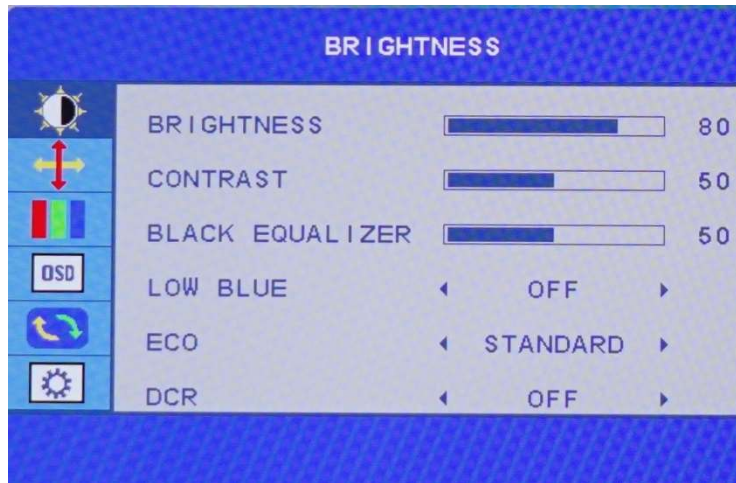 BRIGHTNESS
BRIGHTNESS 80
CONTRAST 50
BLACK EQUALIZER 50
OSD
LOW BLUE OFF
ECO STANDARD
DCR OFF